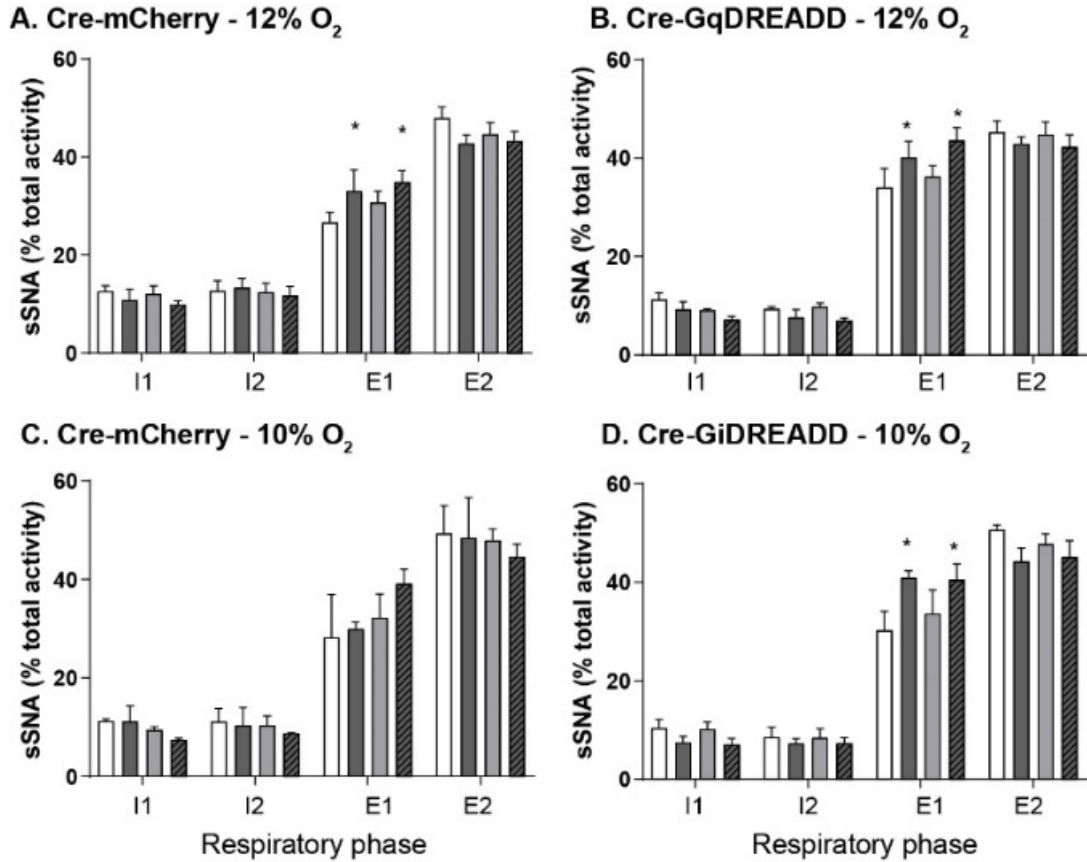 A. Cre-mCherry - 12% O₂
sSNA (% total activity)
60
40
20
0
* *
I1 I2 E1 E2
B. Cre-GqDREADD - 12% O₂
sSNA (% total activity)
60
40
20
0
* *
I1 I2 E1 E2
C. Cre-mCherry - 10% O₂
sSNA (% total activity)
60
40
20
0
I1 I2 E1 E2
Respiratory phase
D. Cre-GiDREADD - 10% O₂
sSNA (% total activity)
60
40
20
0
* *
I1 I2 E1 E2
Respiratory phase